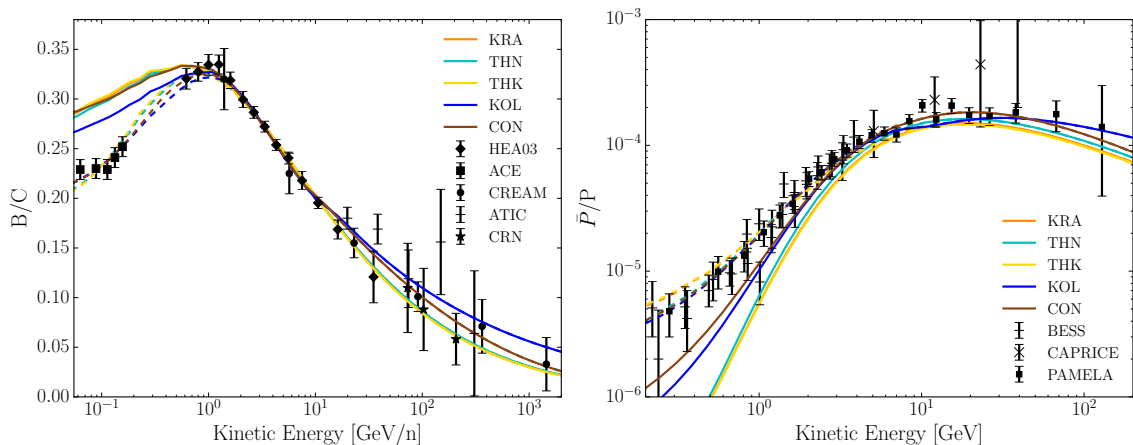 0.35
0.30
0.25
0.20
0.15
0.10
0.05
0.00
B/C
10⁻¹ 10⁰ 10¹ 10² 10³
Kinetic Energy [GeV/n]
KRA
THN
THK
KOL
CON
HEA03
ACE
CREAM
ATIC
CRN
10⁻³
10⁻⁴
10⁻⁵
10⁻⁶
P̄/P
10⁰ 10¹ 10²
Kinetic Energy [GeV]
KRA
THN
THK
KOL
CON
BESS
CAPRICE
PAMELA